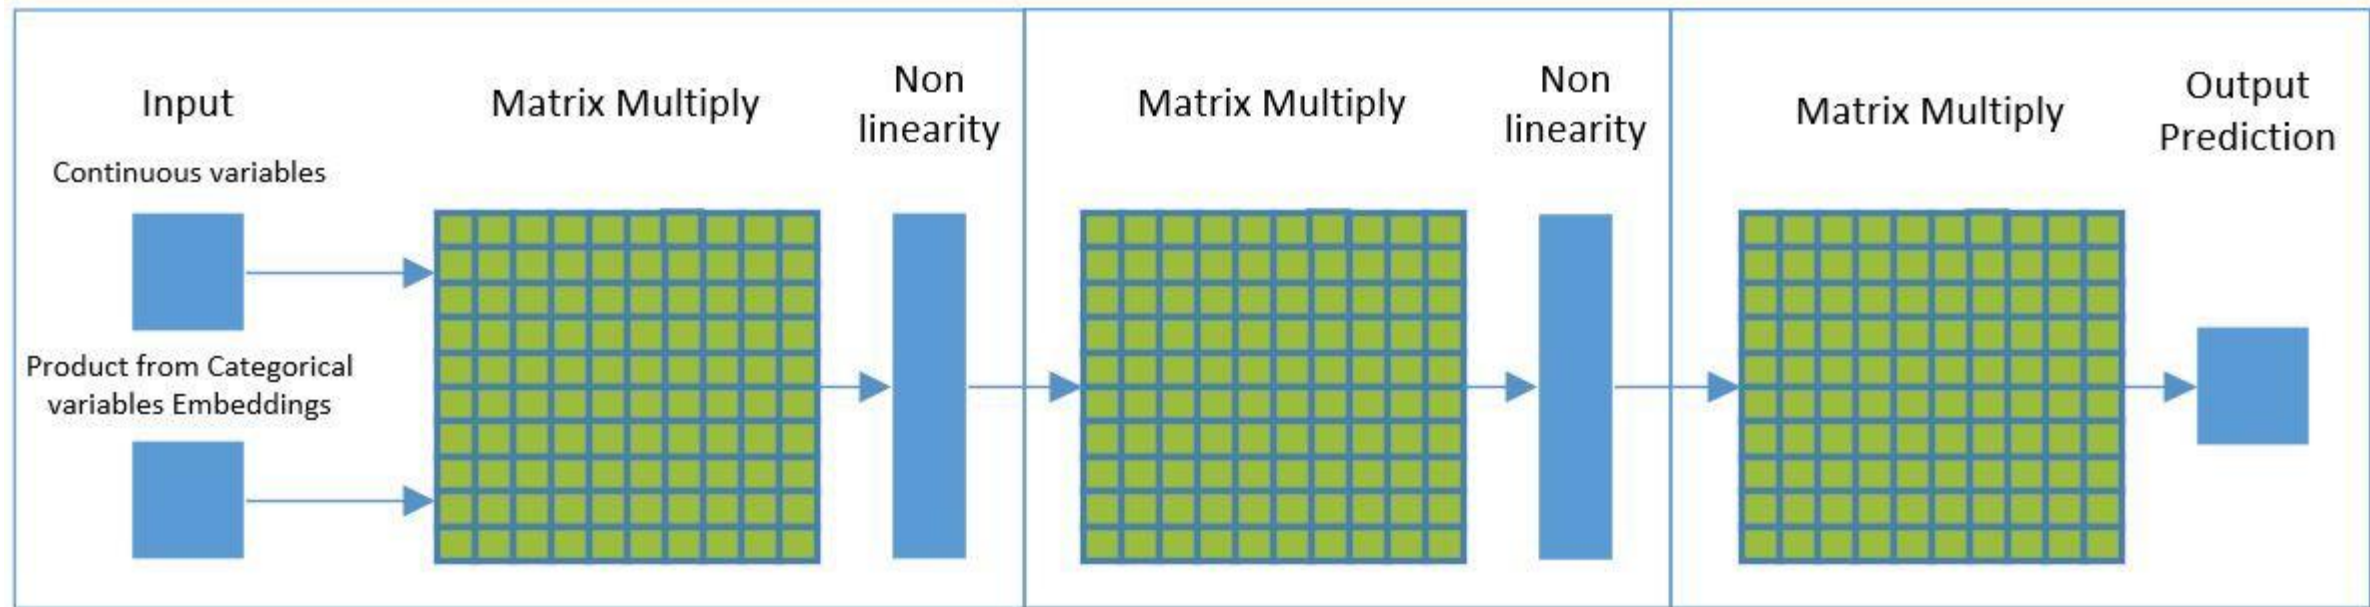 Input
Continuous variables
Product from Categorical
variables Embeddings
Matrix Multiply
Non
linearity
Matrix Multiply
Non
linearity
Matrix Multiply
Output
Prediction